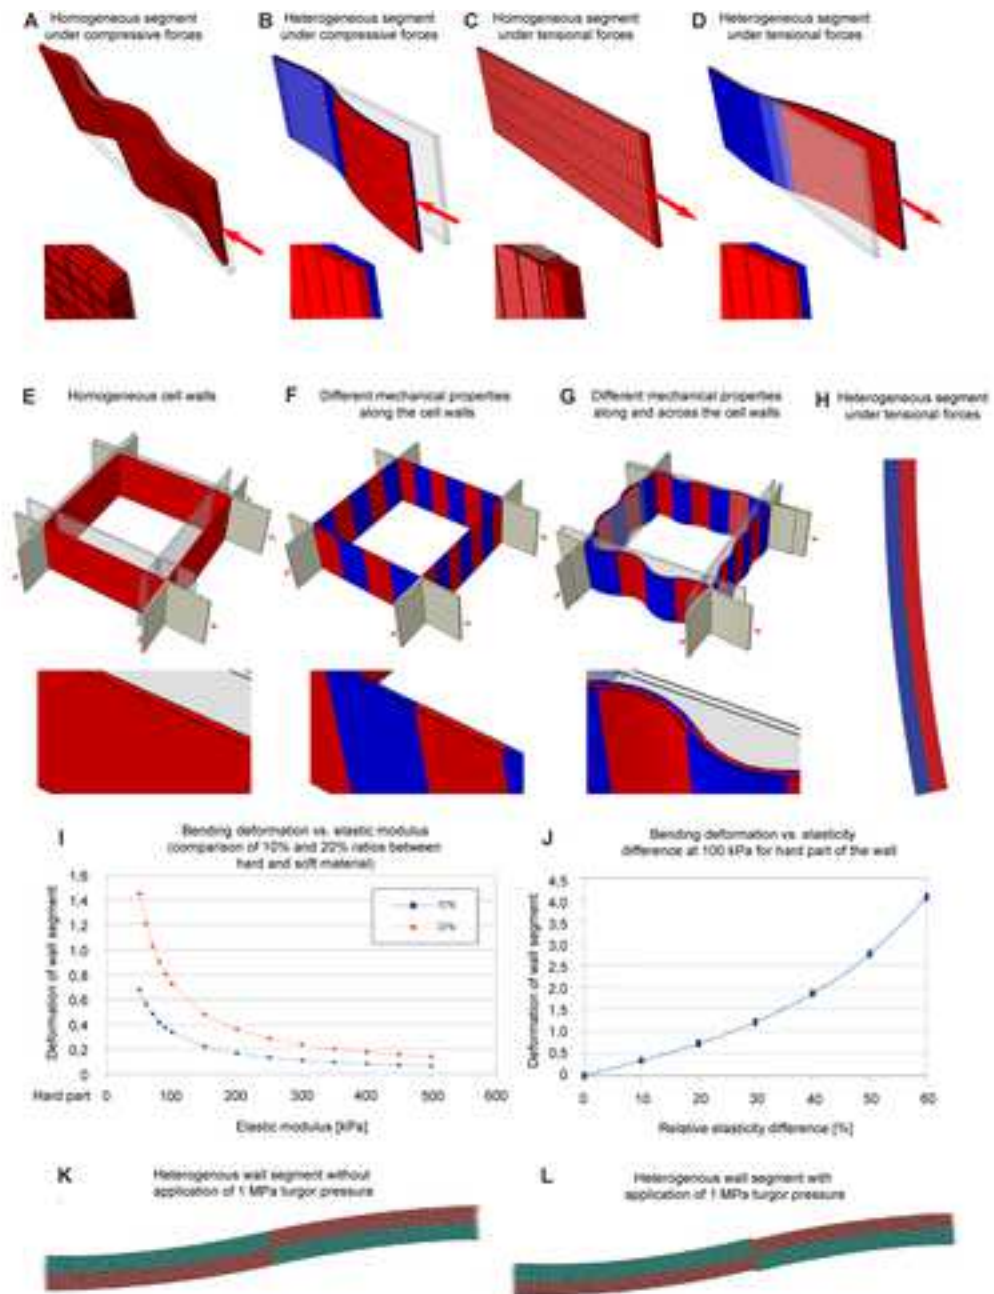 A Homogeneous segment
under compressive forces
B Heterogeneous segment
under compressive forces
C Homogeneous segment
under tensional forces
D Heterogeneous segment
under tensional forces
E Homogeneous cell walls
F Different mechanical properties
along the cell walls
G Different mechanical properties
along and across the cell walls
H Heterogeneous segment
under tensional forces
I Bending deformation vs. elastic modulus
(comparison of 10% and 20% ratios between
hard and soft material)
Deformation of wall segment
1.6
1.4
1.2
1.0
0.8
0.6
0.4
0.2
0
10%
20%
Hard part 0 100 200 300 400 500 600
Elastic modulus [kPa]
J Bending deformation vs. elasticity
difference at 100 kPa for hard part of the wall
Deformation of wall segment
4.5
4.0
3.5
3.0
2.5
2.0
1.5
1.0
0.5
0
0 10 20 30 40 50 60
Relative elasticity difference [%]
K Heterogenous wall segment without
application of 1 MPa turgor pressure
L Heterogenous wall segment with
application of 1 MPa turgor pressure